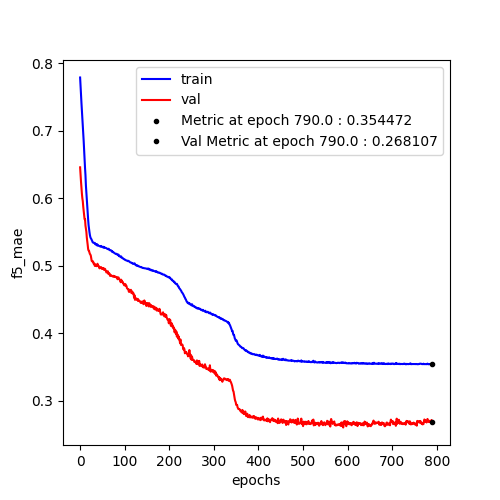 0.8
0.7
0.6
0.5
0.4
0.3
f5_mae
train
val
Metric at epoch 790.0 : 0.354472
Val Metric at epoch 790.0 : 0.268107
0 100 200 300 400 500 600 700 800
epochs